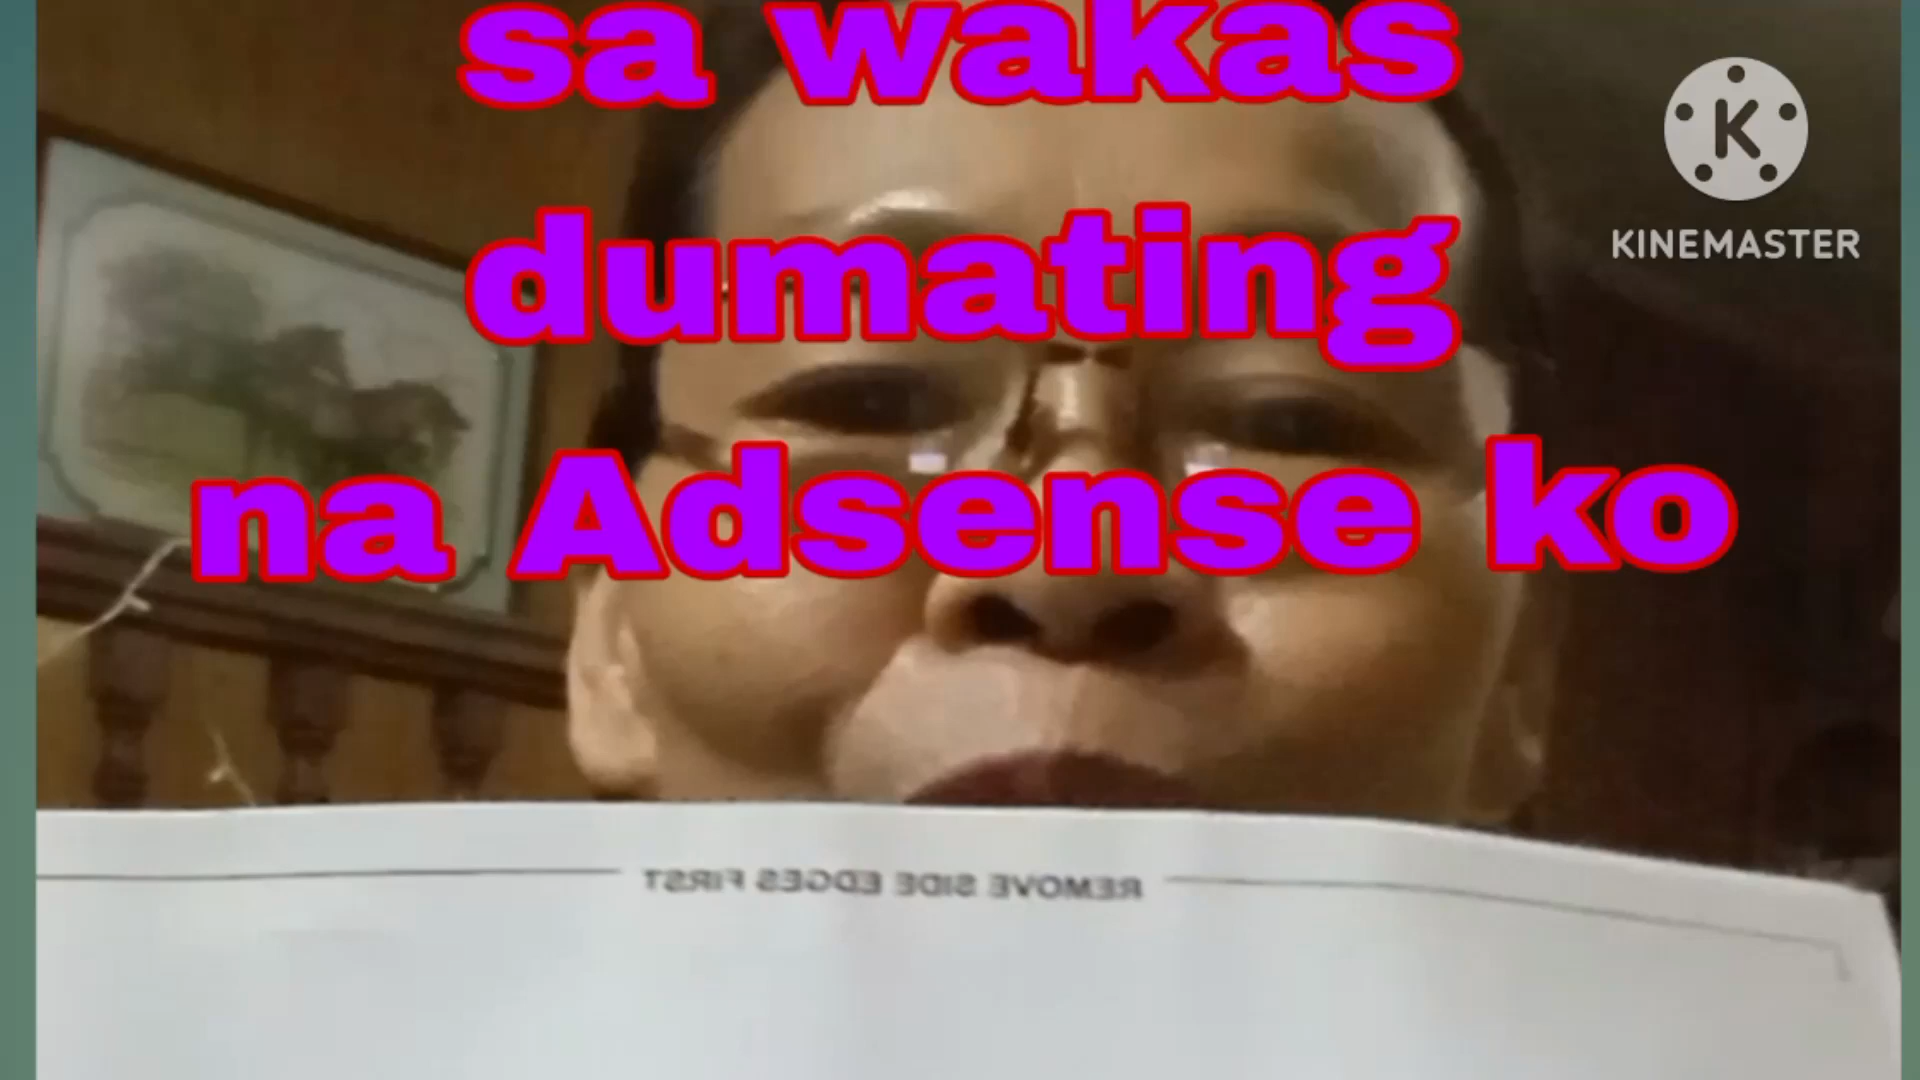 sa wakas
dumating
na Adsense ko
K
KINEMASTER
REMOVE SIDE EDGES FIRST